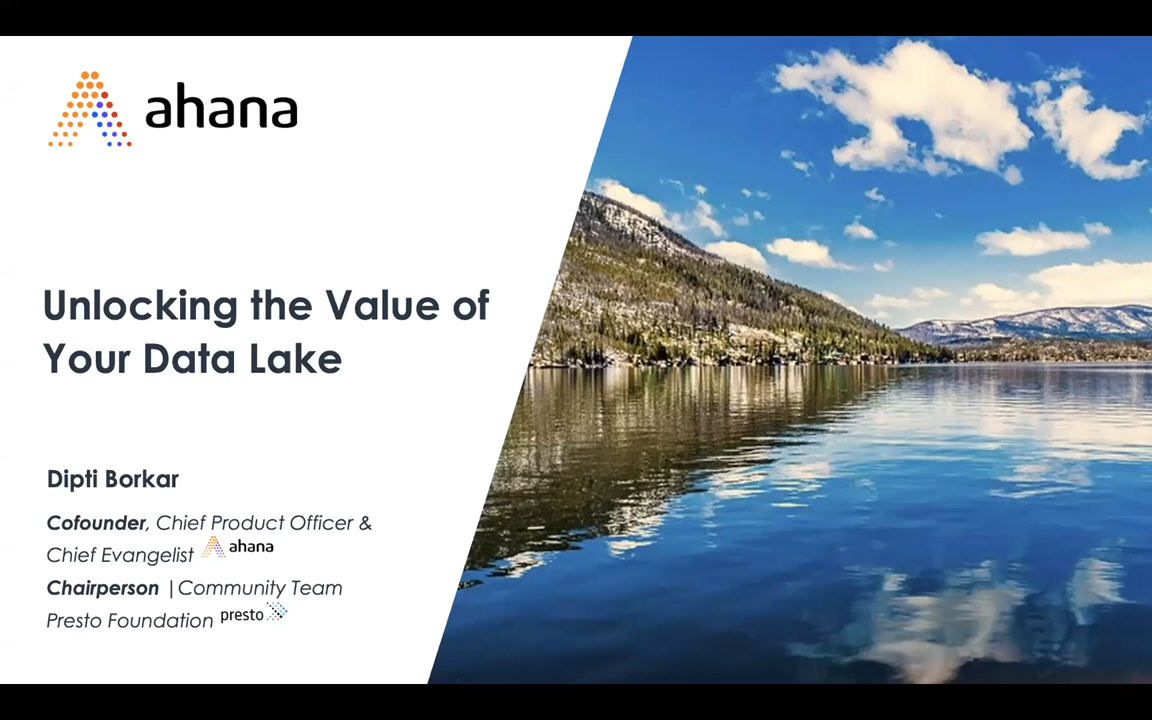 ahana
Unlocking the Value of
Your Data Lake
Dipti Borkar
Cofounder, Chief Product Officer &
Chief Evangelist ahana
Chairperson | Community Team
Presto Foundation presto